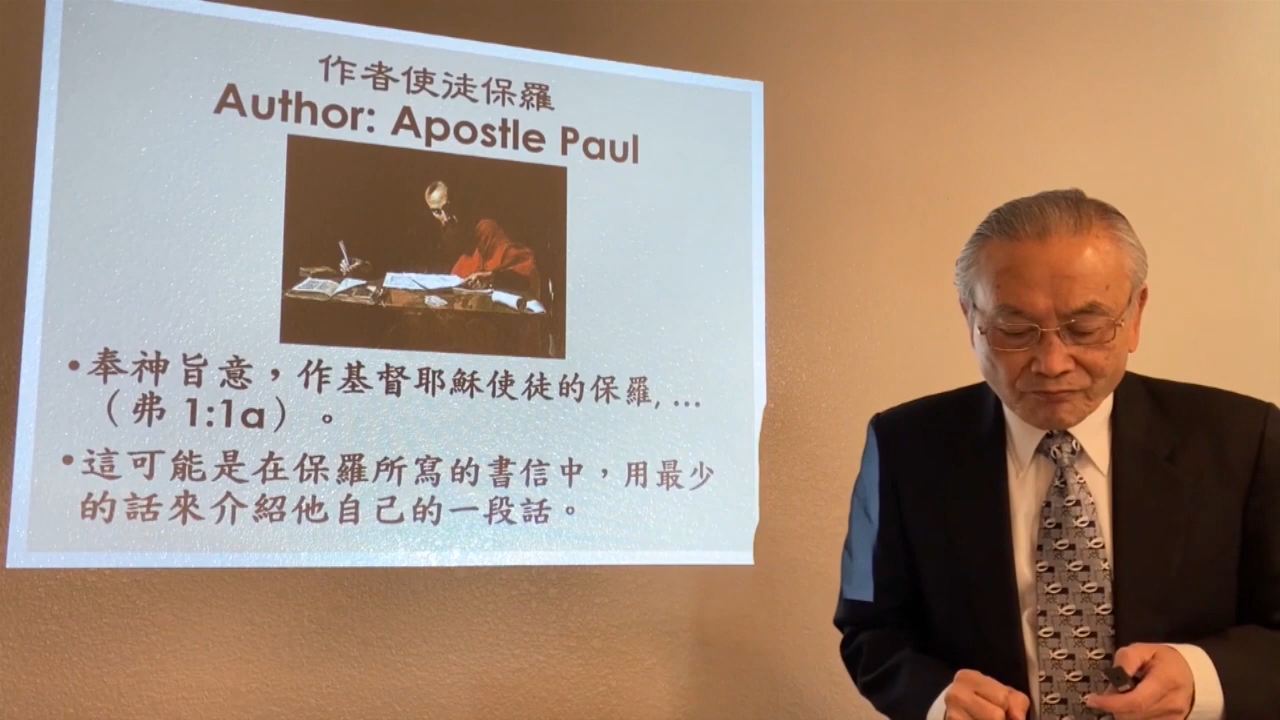 作者使徒保羅
Author: Apostle Paul
•奉神旨意，作基督耶穌使徒的保羅, ...
（弗 1:1a）。
•這可能是在保羅所寫的書信中，用最少
的話來介紹他自己的一段話。